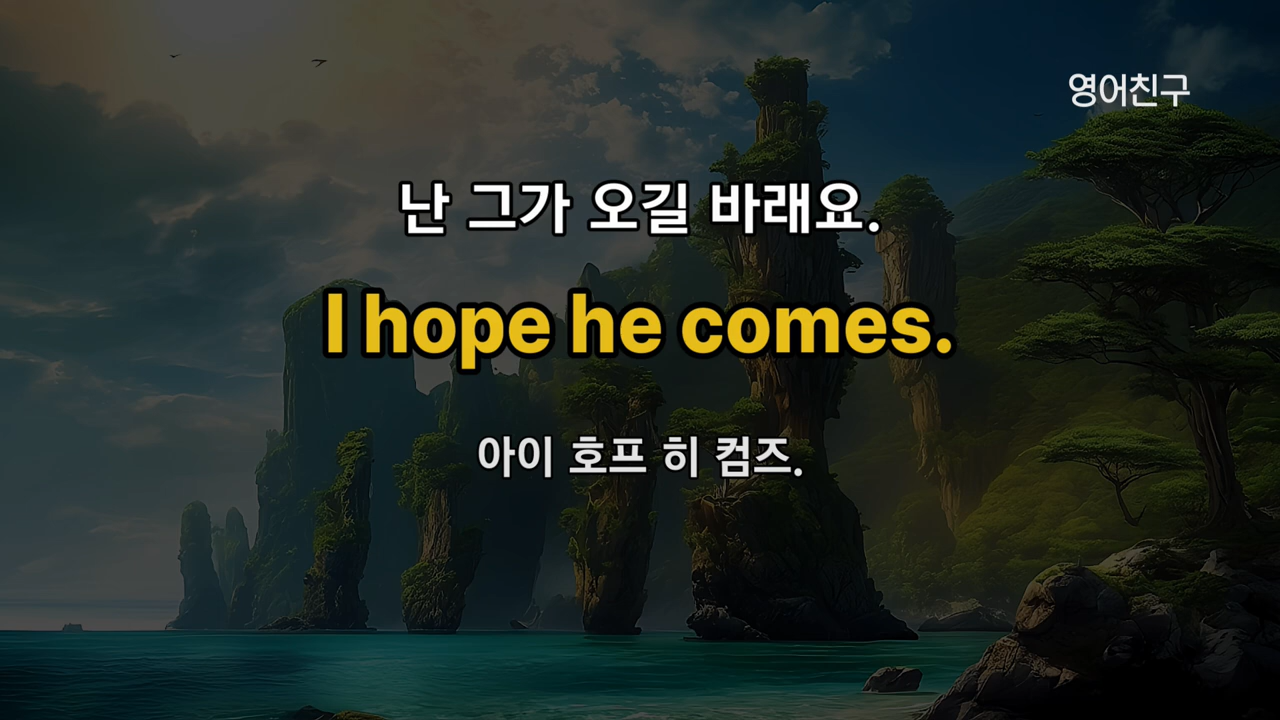 영어친구
난 그가 오길 바래요.
I hope he comes.
아이 호프 히 컴즈.